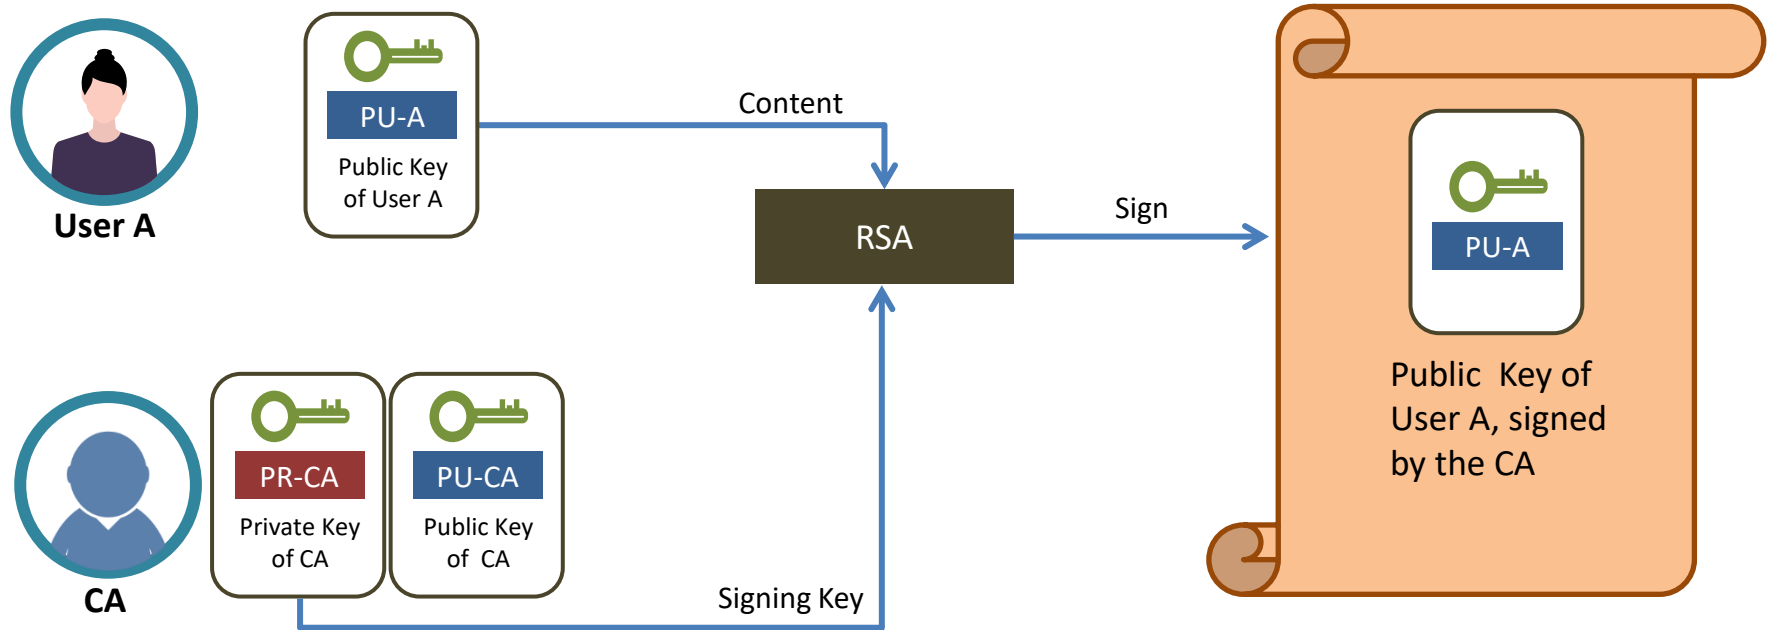 PU-A
Public Key
of User A
User A
Content
RSA
Sign
PU-A
Public Key of
User A, signed
by the CA
PR-CA
Private Key
of CA
PU-CA
Public Key
of CA
CA
Signing Key